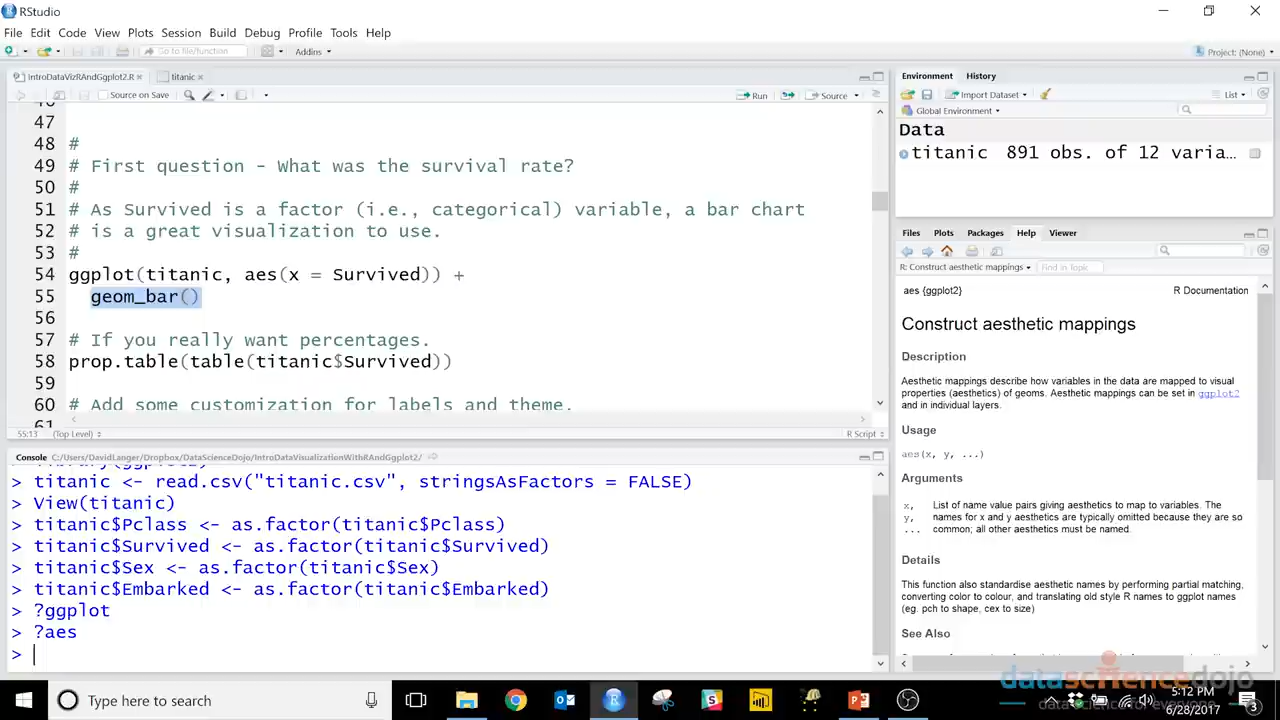 RStudio
File Edit Code View Plots Session Build Debug Profile Tools Help
Go to file/function Addins Project: (None)
IntroDataVizRAndGgplot2.R titanic
Source on Save Run Source
47
48 #
49 # First question - What was the survival rate?
50 #
51 # As Survived is a factor (i.e., categorical) variable, a bar chart
52 # is a great visualization to use.
53 #
54 ggplot(titanic, aes(x = Survived)) +
55 geom_bar()
56
57 # If you really want percentages.
58 prop.table(table(titanic$Survived))
59
60 # Add some customization for labels and theme.
61
55:13 (Top Level) R Script
Console C:/Users/DavidLanger/Dropbox/DataScienceDojo/IntroDataVisualizationWithRAndGgplot2/
> library(ggplot2)
> titanic <- read.csv("titanic.csv", stringsAsFactors = FALSE)
> View(titanic)
> titanic$Pclass <- as.factor(titanic$Pclass)
> titanic$Survived <- as.factor(titanic$Survived)
> titanic$Sex <- as.factor(titanic$Sex)
> titanic$Embarked <- as.factor(titanic$Embarked)
> ?ggplot
> ?aes
>
Environment History
Import Dataset List
Global Environment
Data
titanic 891 obs. of 12 varia…
Files Plots Packages Help Viewer
R: Construct aesthetic mappings Find in Topic
aes {ggplot2} R Documentation
Construct aesthetic mappings
Description
Aesthetic mappings describe how variables in the data are mapped to visual
properties (aesthetics) of geoms. Aesthetic mappings can be set in ggplot2
and in individual layers.
Usage
aes(x, y, ...)
Arguments
x, List of name value pairs giving aesthetics to map to variables. The
y, names for x and y aesthetics are typically omitted because they are so
... common; all other aesthetics must be named.
Details
This function also standardise aesthetic names by performing partial matching,
converting color to colour, and translating old style R names to ggplot names
(eg. pch to shape, cex to size)
See Also
datasciencedojo
data science for everyone
Type here to search
5:12 PM
6/28/2017
3